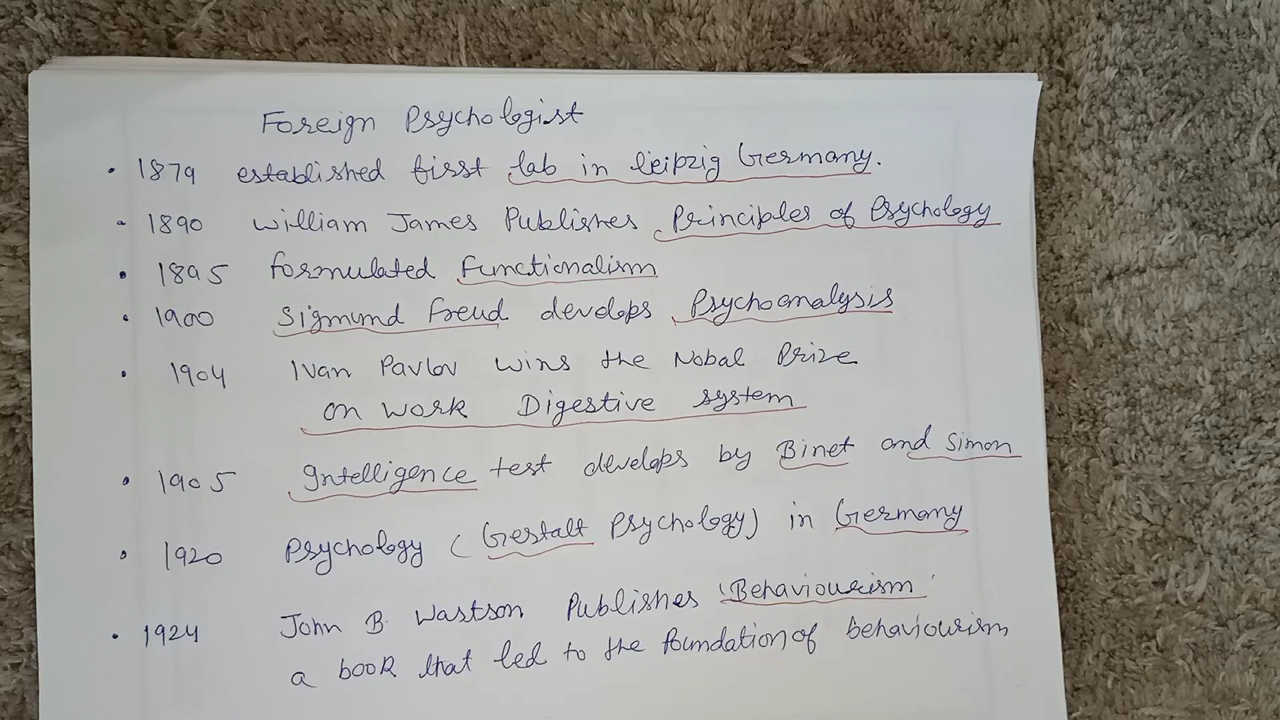 Foreign Psychologist
• 1879 established first lab in Leipzig Germany.
• 1890 William James Publishes Principles of Psychology
• 1895 formulated Functionalism
• 1900 Sigmund Freud develops Psychoanalysis
• 1904 Ivan Pavlov wins the Nobal Prize
on work Digestive system
• 1905 Intelligence test develops by Binet and Simon
• 1920 Psychology (Gestalt Psychology) in Germany
• 1924 John B. Wastson Publishes 'Behaviourism'
a book that led to the foundation of behaviourism